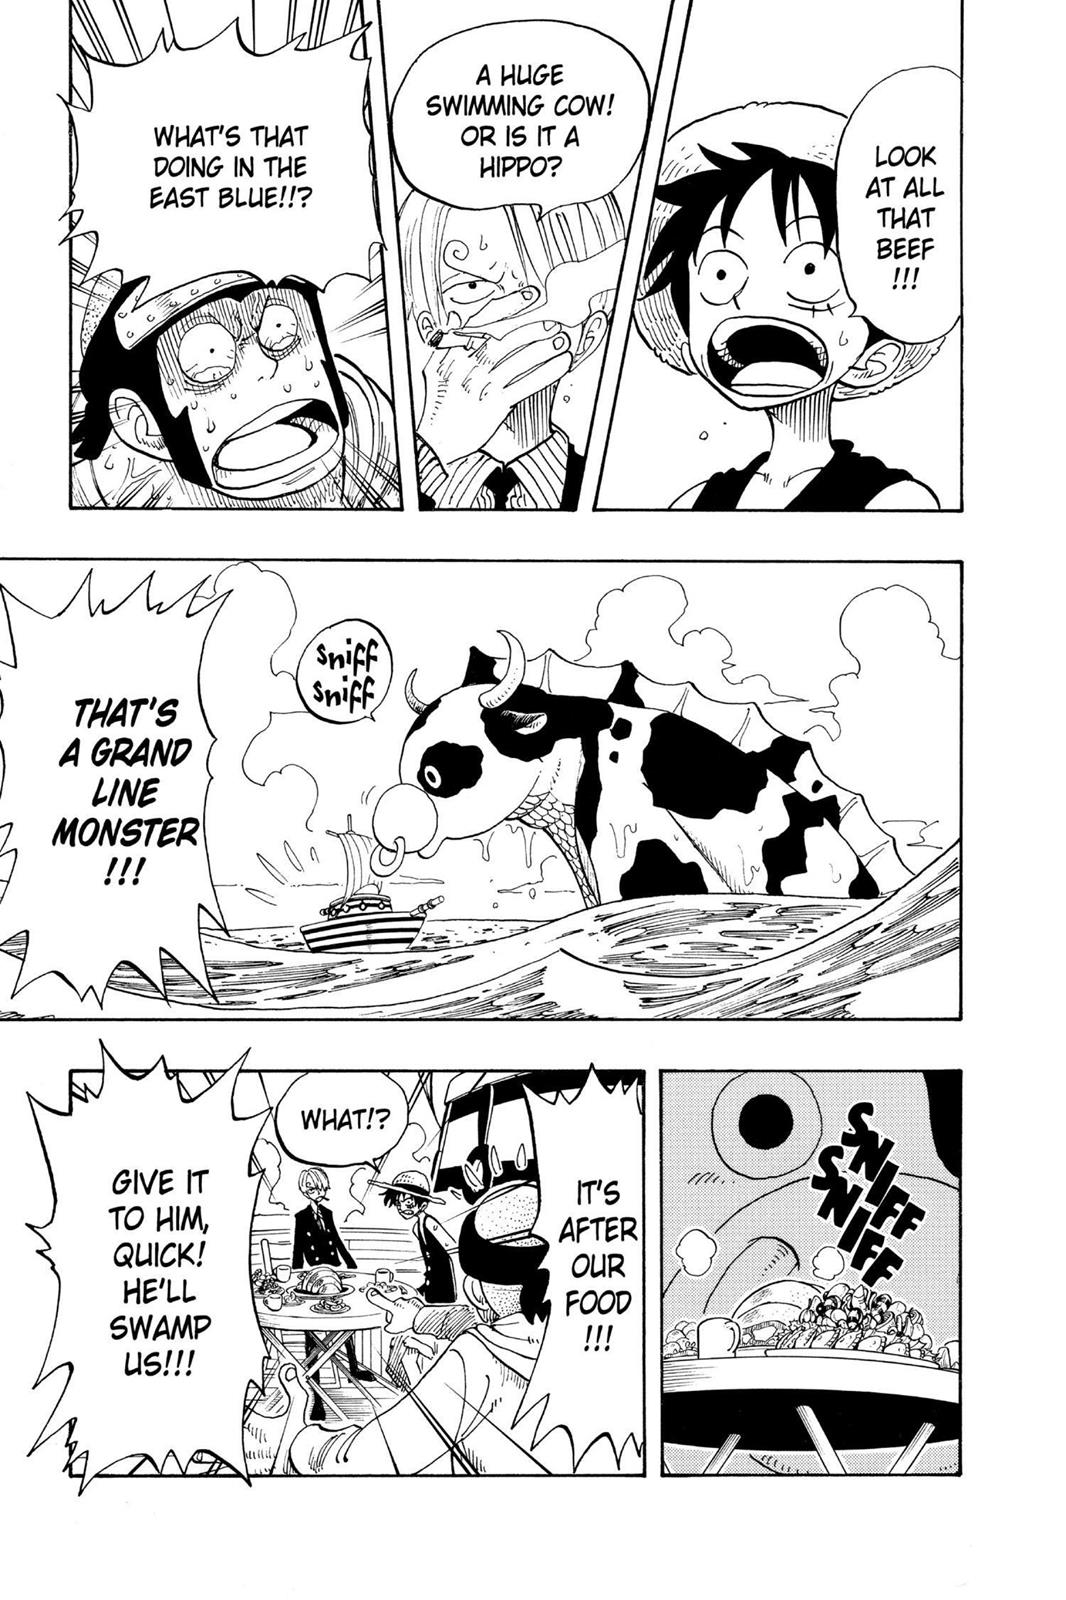 LOOK
AT ALL
THAT
BEEF
!!!
A HUGE
SWIMMING COW!
OR IS IT A
HIPPO?
WHAT'S THAT
DOING IN THE
EAST BLUE!!?
Sniff
Sniff
THAT'S
A GRAND
LINE
MONSTER
!!!
SNIFF
SNIFF
IT'S
AFTER
OUR
FOOD
!!!
WHAT!?
GIVE IT
TO HIM,
QUICK!
HE'LL
SWAMP
US!!!